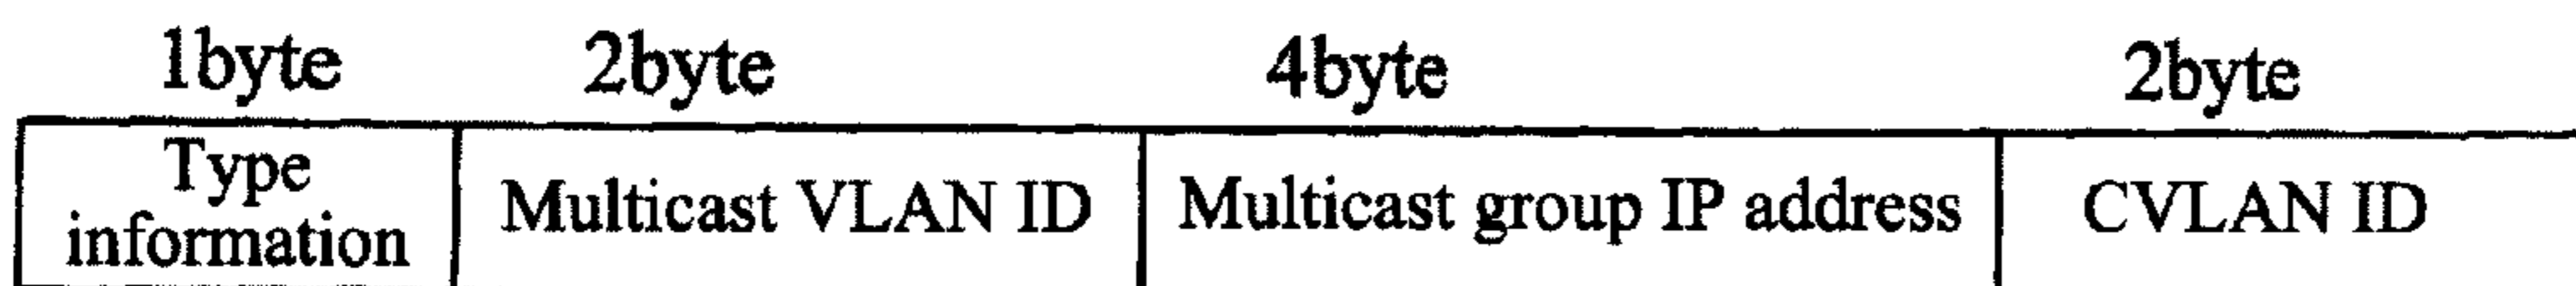 1byte 2byte 4byte 2byte
Type information Multicast VLAN ID Multicast group IP address CVLAN ID